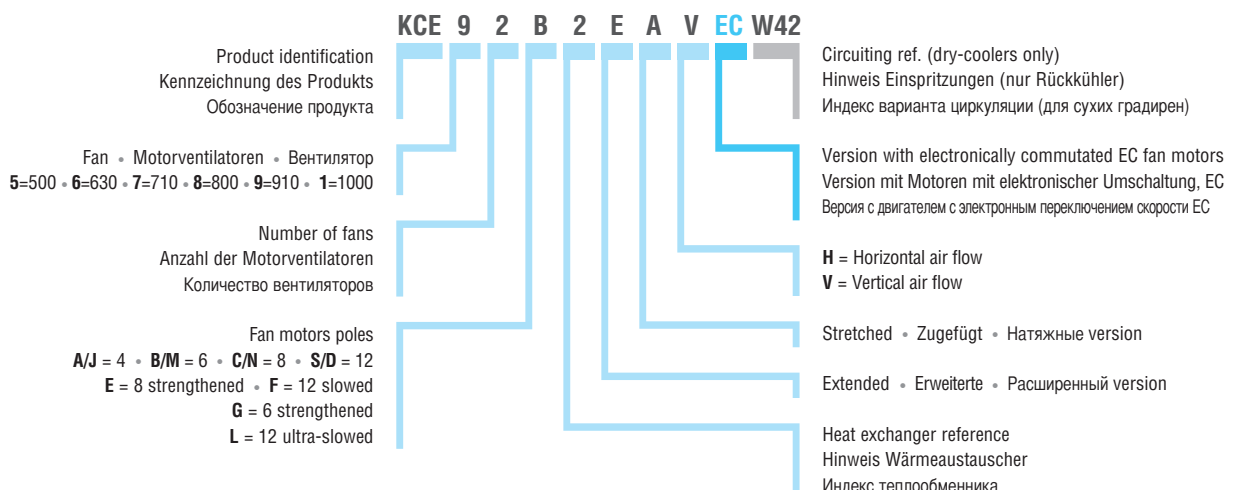 KCE 9 2 B 2 E A V EC W42
Product identification
Kennzeichnung des Produkts
Обозначение продукта
Fan • Motorventilatoren • Вентилятор
5=500 • 6=630 • 7=710 • 8=800 • 9=910 • 1=1000
Number of fans
Anzahl der Motorventilatoren
Количество вентиляторов
Fan motors poles
A/J = 4 • B/M = 6 • C/N = 8 • S/D = 12
E = 8 strengthened • F = 12 slowed
G = 6 strengthened
L = 12 ultra-slowed
Circuiting ref. (dry-coolers only)
Hinweis Einspritzungen (nur Rückkühler)
Индекс варианта циркуляции (для сухих градирен)
Version with electronically commutated EC fan motors
Version mit Motoren mit elektronischer Umschaltung, EC
Версия с двигателем с электронным переключением скорости EC
H = Horizontal air flow
V = Vertical air flow
Stretched • Zugefügt • Натяжные version
Extended • Erweiterte • Расширенный version
Heat exchanger reference
Hinweis Wärmeaustauscher
Индекс теплообменника